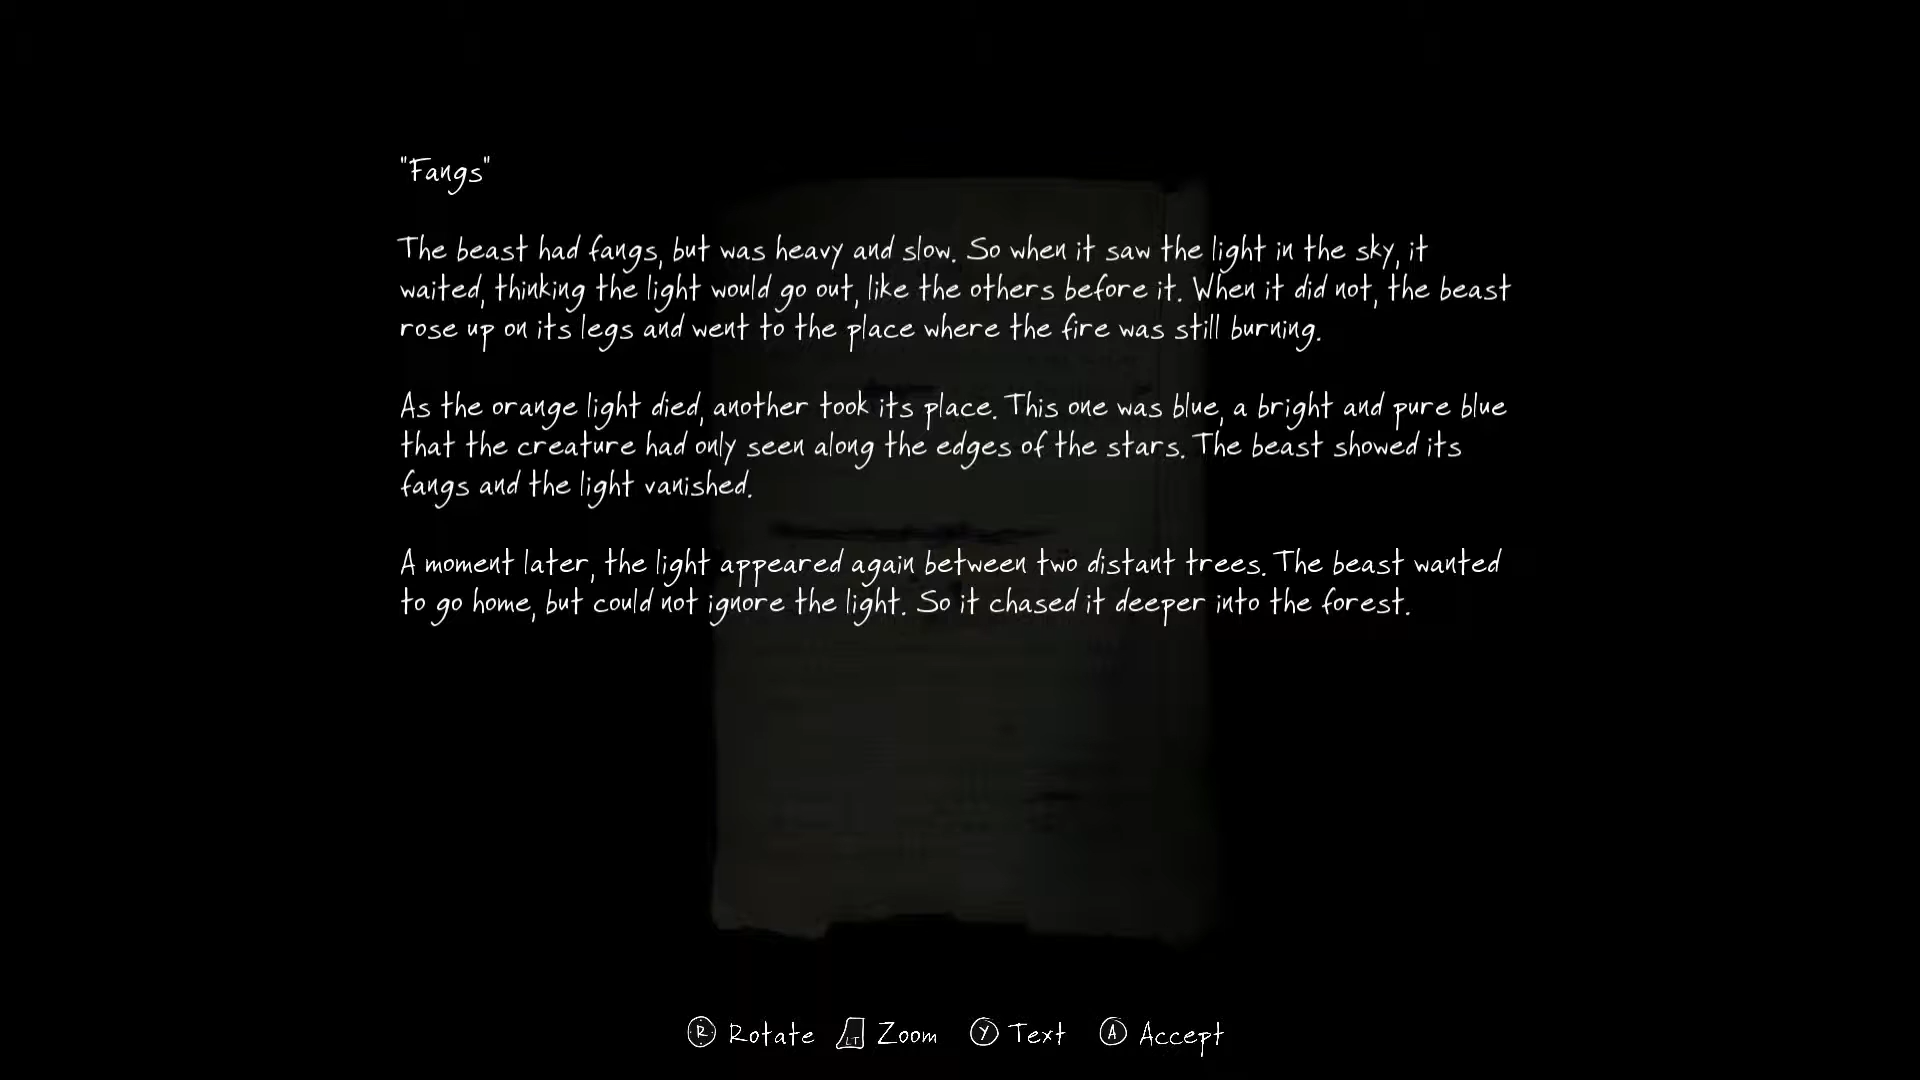 "Fangs"
The beast had fangs, but was heavy and slow. So when it saw the light in the sky, it
waited, thinking the light would go out, like the others before it. When it did not, the beast
rose up on its legs and went to the place where the fire was still burning.
As the orange light died, another took its place. This one was blue, a bright and pure blue
that the creature had only seen along the edges of the stars. The beast showed its
fangs and the light vanished.
A moment later, the light appeared again between two distant trees. The beast wanted
to go home, but could not ignore the light. So it chased it deeper into the forest.
R Rotate LT Zoom Y Text A Accept